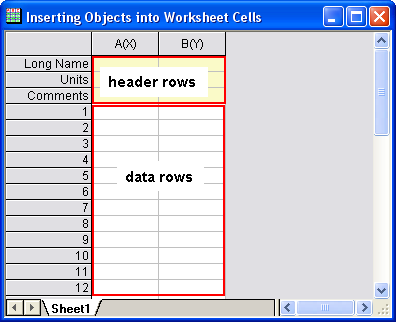 Inserting Objects into Worksheet Cells
A(X) B(Y)
Long Name
Units
Comments
header rows
1
2
3
4
5
data rows
6
7
8
9
10
11
12
Sheet1